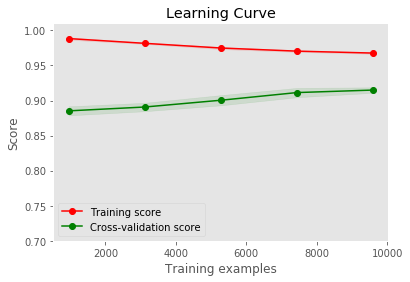 Learning Curve
1.00
0.95
0.90
0.85
0.80
0.75
0.70
Score
Training score
Cross-validation score
2000 4000 6000 8000 10000
Training examples